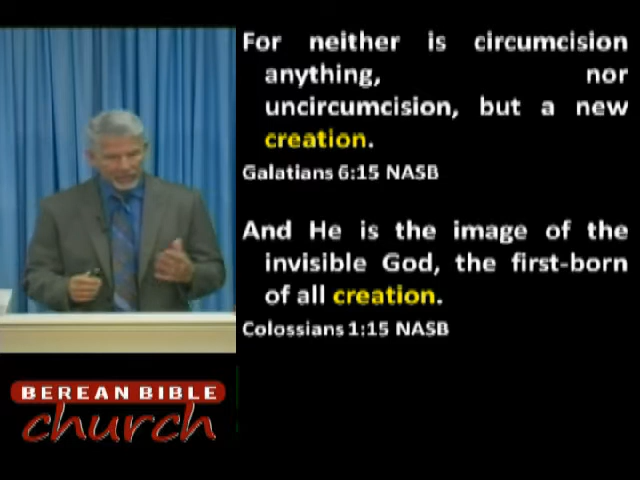 For neither is circumcision
anything, nor
uncircumcision, but a new
creation.
Galatians 6:15 NASB
And He is the image of the
invisible God, the first-born
of all creation.
Colossians 1:15 NASB
BEREAN BIBLE
church